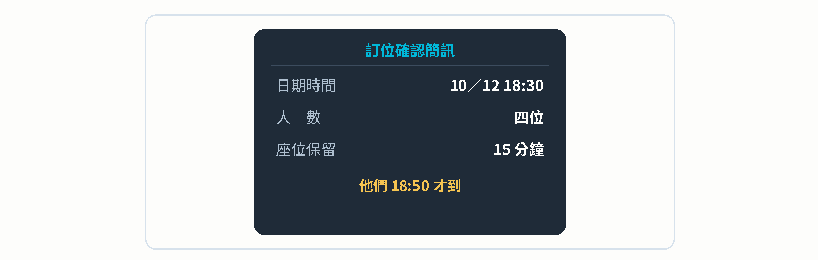 訂位確認簡訊
日期時間 10／12 18:30
人　數 四位
座位保留 15 分鐘
他們 18:50 才到